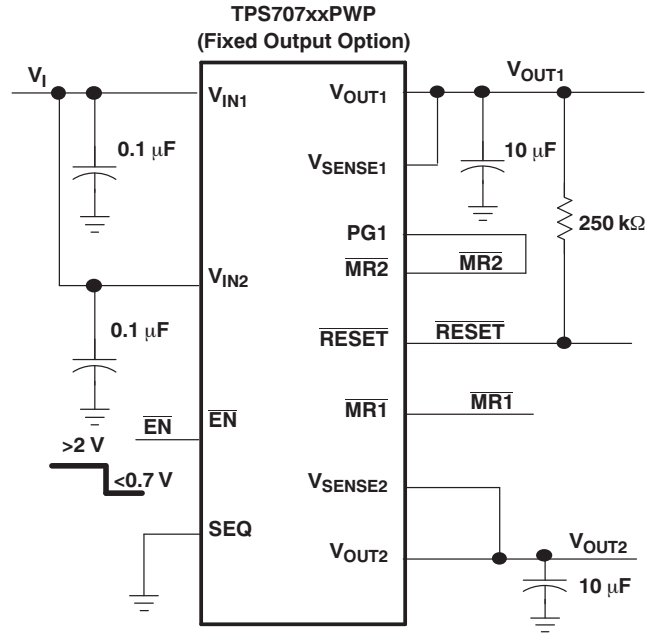 TPS707xxPWP
(Fixed Output Option)
VI
VIN1
VOUT1
VOUT1
0.1 μF
VSENSE1
10 μF
250 kΩ
PG1
MR2
MR2
VIN2
0.1 μF
RESET
RESET
EN
EN
MR1
MR1
>2 V
<0.7 V
VSENSE2
SEQ
VOUT2
VOUT2
10 μF